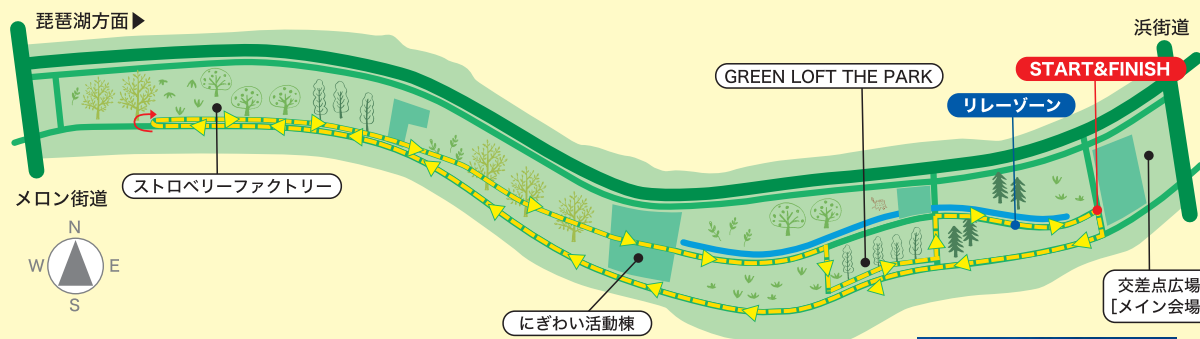 琵琶湖方面▶
浜街道
START&FINISH
GREEN LOFT THE PARK
リレーゾーン
ストロベリーファクトリー
メロン街道
N
W
E
S
にぎわい活動棟
交差点広場
[メイン会場